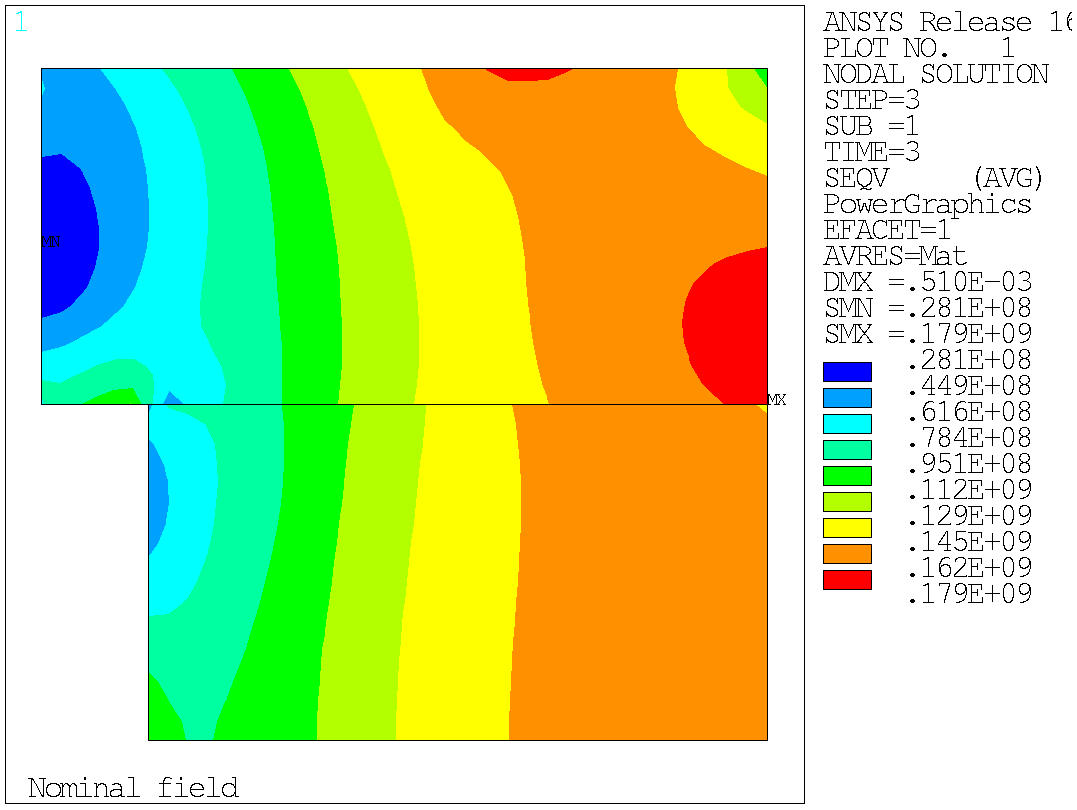 1
ANSYS Release 16
PLOT NO. 1
NODAL SOLUTION
STEP=3
SUB =1
TIME=3
SEQV (AVG)
PowerGraphics
EFACET=1
AVRES=Mat
DMX =.510E-03
SMN =.281E+08
SMX =.179E+09
.281E+08
.449E+08
.616E+08
.784E+08
.951E+08
.112E+09
.129E+09
.145E+09
.162E+09
.179E+09
MN
MX
Nominal field